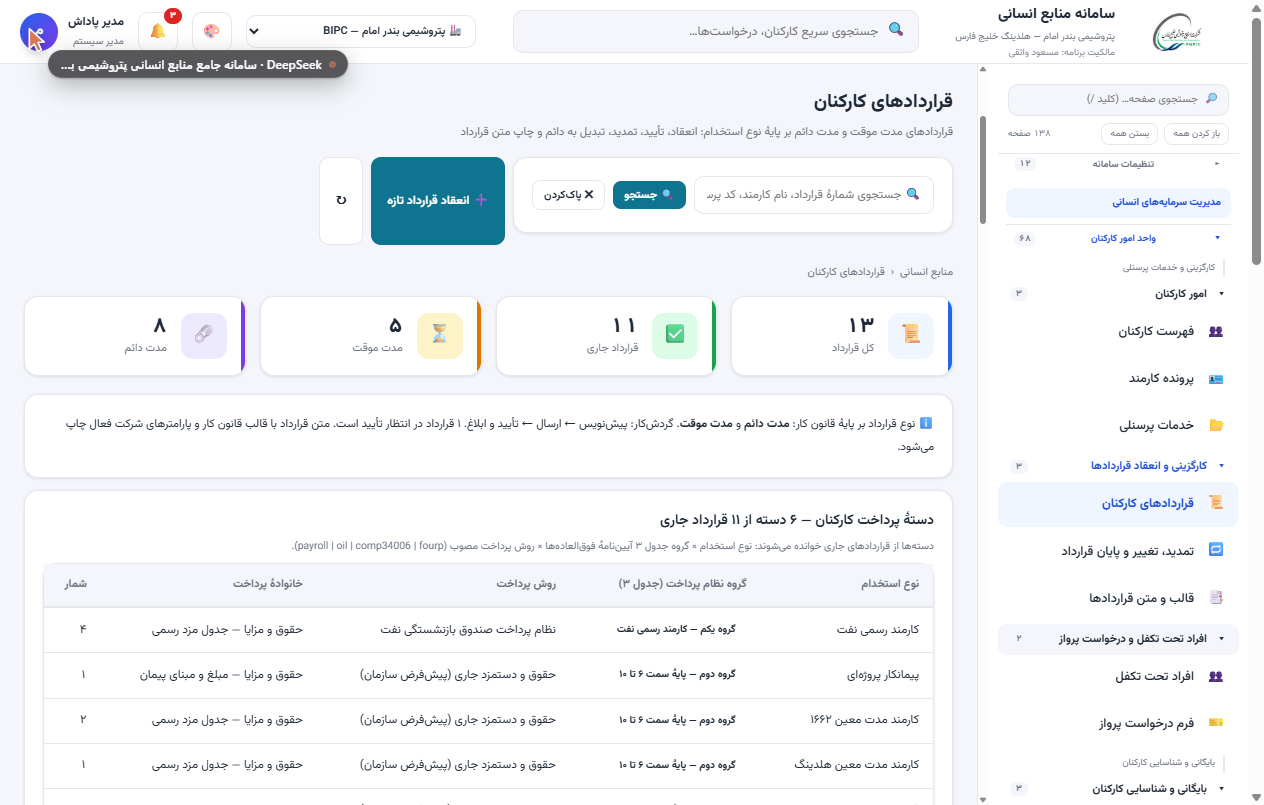 سامانه منابع انسانی
پتروشیمی بندر امام – هلدینگ خلیج فارس
مالکیت برنامه: مسعود واثقی
جستجوی سریع کارکنان، درخواست‌ها...
پتروشیمی بندر امام – BIPC
۳
مدیر پاداش
مدیر سیستم
DeepSeek · سامانه جامع منابع انسانی پتروشیمی ب...
جستجوی صفحه... (کلید /)
باز کردن همه
بستن همه
۱۳۸ صفحه
تنظیمات سامانه
۱۲
مدیریت سرمایه‌های انسانی
واحد امور کارکنان
۶۸
کارگزینی و خدمات پرسنلی
امور کارکنان
۳
فهرست کارکنان
پرونده کارمند
خدمات پرسنلی
کارگزینی و انعقاد قراردادها
۳
قراردادهای کارکنان
تمدید، تغییر و پایان قرارداد
قالب و متن قراردادها
افراد تحت تکفل و درخواست پرواز
۲
افراد تحت تکفل
فرم درخواست پرواز
بایگانی و شناسایی کارکنان
بایگانی و شناسایی کارکنان
۳
قراردادهای کارکنان
قراردادهای مدت موقت و مدت دائم بر پایهٔ نوع استخدام: انعقاد، تأیید، تمدید، تبدیل به دائم و چاپ متن قرارداد
جستجوی شمارهٔ قرارداد، نام کارمند، کد پرس
جستجو
✕ پاک‌کردن
انعقاد قرارداد تازه
↻
منابع انسانی ‹ قراردادهای کارکنان
۱۳
کل قرارداد
۱۱
قرارداد جاری
۵
مدت موقت
۸
مدت دائم
نوع قرارداد بر پایهٔ قانون کار: مدت دائم و مدت موقت. گردش‌کار: پیش‌نویس ← ارسال ← تأیید و ابلاغ. ۱ قرارداد در انتظار تأیید است. متن قرارداد با قالب قانون کار و پارامترهای شرکت فعال چاپ
می‌شود.
دستهٔ پرداخت کارکنان – ۶ دسته از ۱۱ قرارداد جاری
دسته‌ها از قراردادهای جاری خوانده می‌شوند: نوع استخدام × گروه جدول ۳ آیین‌نامهٔ فوق‌العاده‌ها × روش پرداخت مصوب (payroll | oil | comp34006 | fourp).
نوع استخدام
گروه نظام پرداخت (جدول ۳)
روش پرداخت
خانوادهٔ پرداخت
شمار
کارمند رسمی نفت
گروه یکم – کارمند رسمی نفت
نظام پرداخت صندوق بازنشستگی نفت
حقوق و مزایا – جدول مزد رسمی
۴
پیمانکار پروژه‌ای
گروه دوم – پایهٔ سمت ۶ تا ۱۰
حقوق و دستمزد جاری (پیش‌فرض سازمان)
حقوق و مزایا – مبلغ و مبنای پیمان
۱
کارمند مدت معین ۱۶۶۲
گروه دوم – پایهٔ سمت ۶ تا ۱۰
حقوق و دستمزد جاری (پیش‌فرض سازمان)
حقوق و مزایا – جدول مزد رسمی
۲
کارمند مدت معین هلدینگ
گروه دوم – پایهٔ سمت ۶ تا ۱۰
حقوق و دستمزد جاری (پیش‌فرض سازمان)
حقوق و مزایا – جدول مزد رسمی
۱